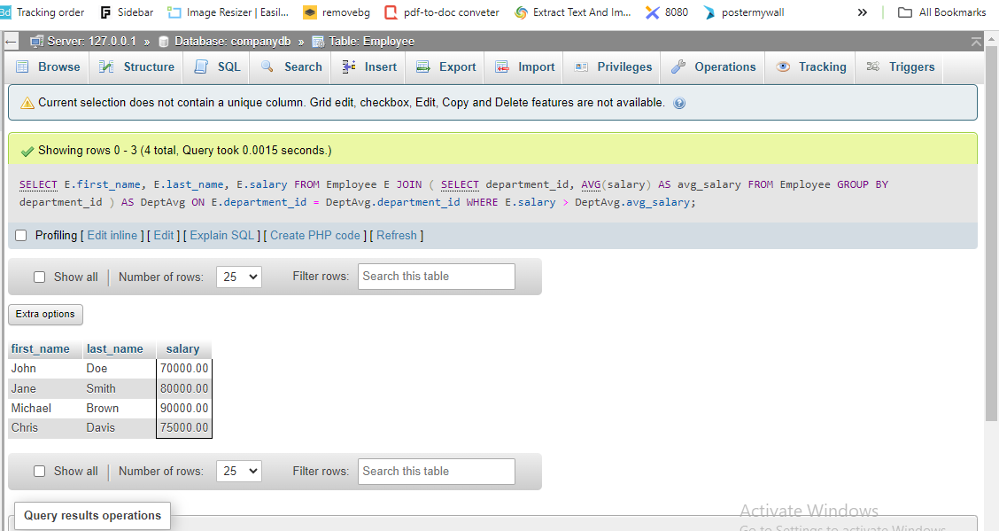 Bd Tracking order Sidebar Image Resizer | Easil... removebg pdf-to-doc conveter Extract Text And Im... 8080 postermywall » All Bookmarks
← Server: 127.0.0.1 » Database: companydb » Table: Employee
Browse Structure SQL Search Insert Export Import Privileges Operations Tracking Triggers
Current selection does not contain a unique column. Grid edit, checkbox, Edit, Copy and Delete features are not available.
Showing rows 0 - 3 (4 total, Query took 0.0015 seconds.)
SELECT E.first_name, E.last_name, E.salary FROM Employee E JOIN ( SELECT department_id, AVG(salary) AS avg_salary FROM Employee GROUP BY
department_id ) AS DeptAvg ON E.department_id = DeptAvg.department_id WHERE E.salary > DeptAvg.avg_salary;
Profiling [ Edit inline ] [ Edit ] [ Explain SQL ] [ Create PHP code ] [ Refresh ]
Show all | Number of rows: 25 Filter rows: Search this table
Extra options
first_name last_name salary
John Doe 70000.00
Jane Smith 80000.00
Michael Brown 90000.00
Chris Davis 75000.00
Show all | Number of rows: 25 Filter rows: Search this table
Query results operations
Activate Windows
Go to Settings to activate Windows.